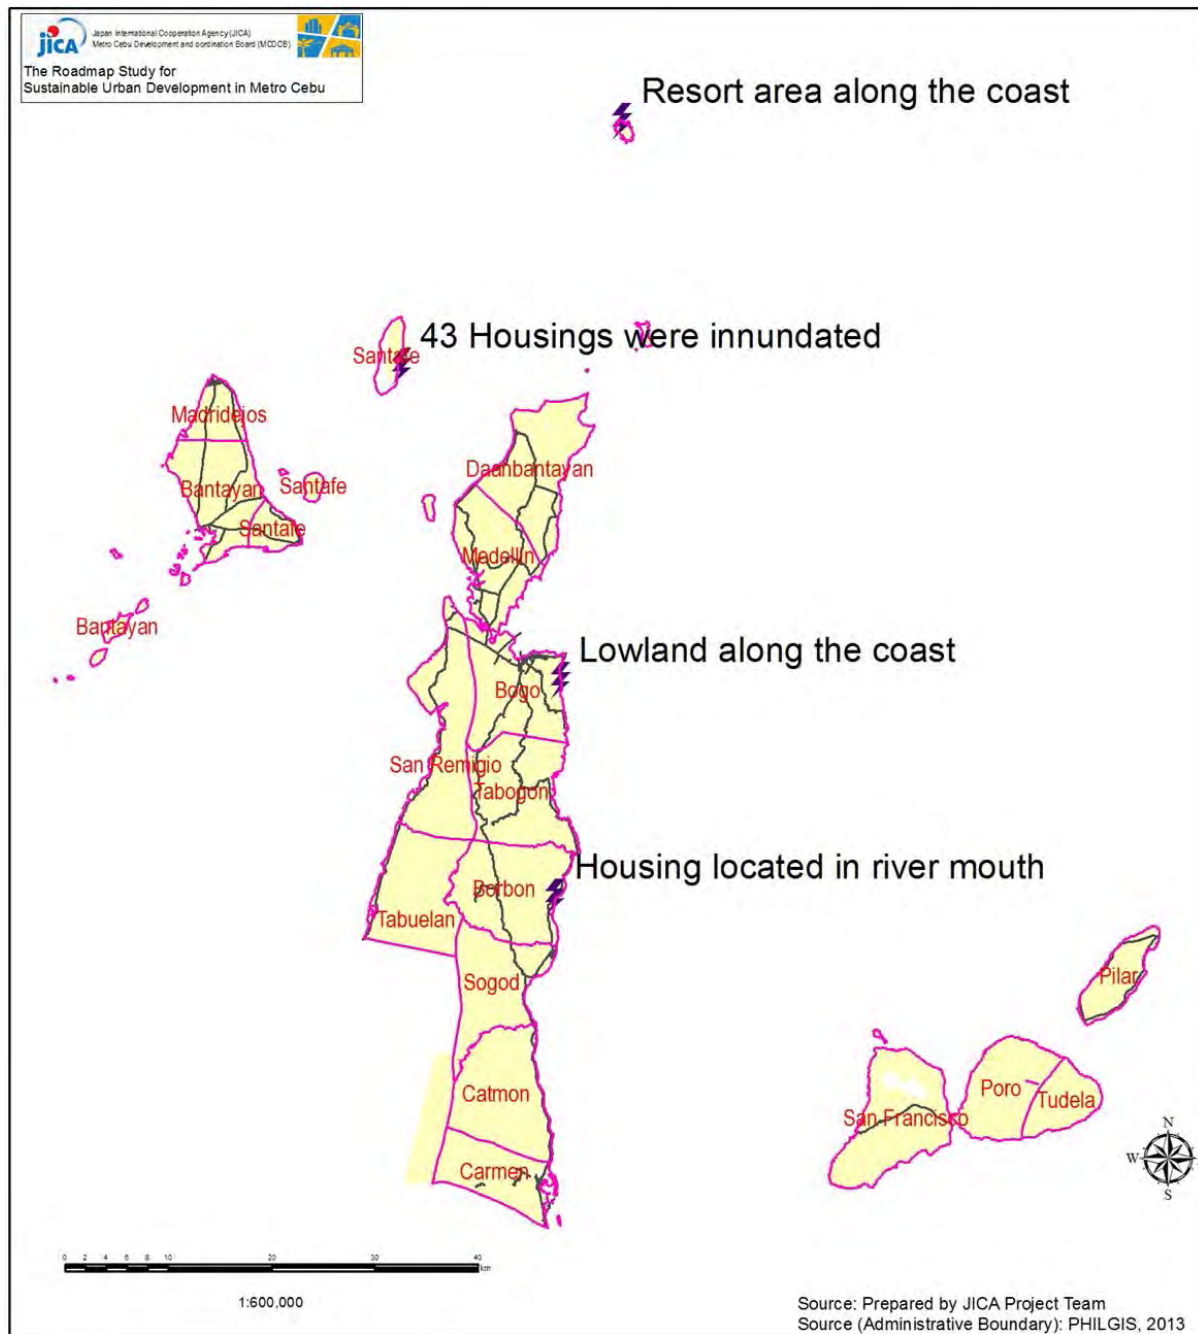 JICA
Japan International Cooperation Agency (JICA)
Metro Cebu Development and oordination Board (MCDCB)
The Roadmap Study for
Sustainable Urban Development in Metro Cebu
Resort area along the coast
43 Housings were innundated
Santafe
Madridejos
Daanbantayan
Bantayan
Santafe
Santafe
Medellin
Bantayan
Lowland along the coast
Bogo
San Remigio
Tabogon
Housing located in river mouth
Borbon
Tabuelan
Sogod
Pilar
Catmon
Poro
Tudela
San Francisco
Carmen
N
W
S
0 2 4 6 8 10 20 30 40
km
1:600,000
Source: Prepared by JICA Project Team
Source (Administrative Boundary): PHILGIS, 2013